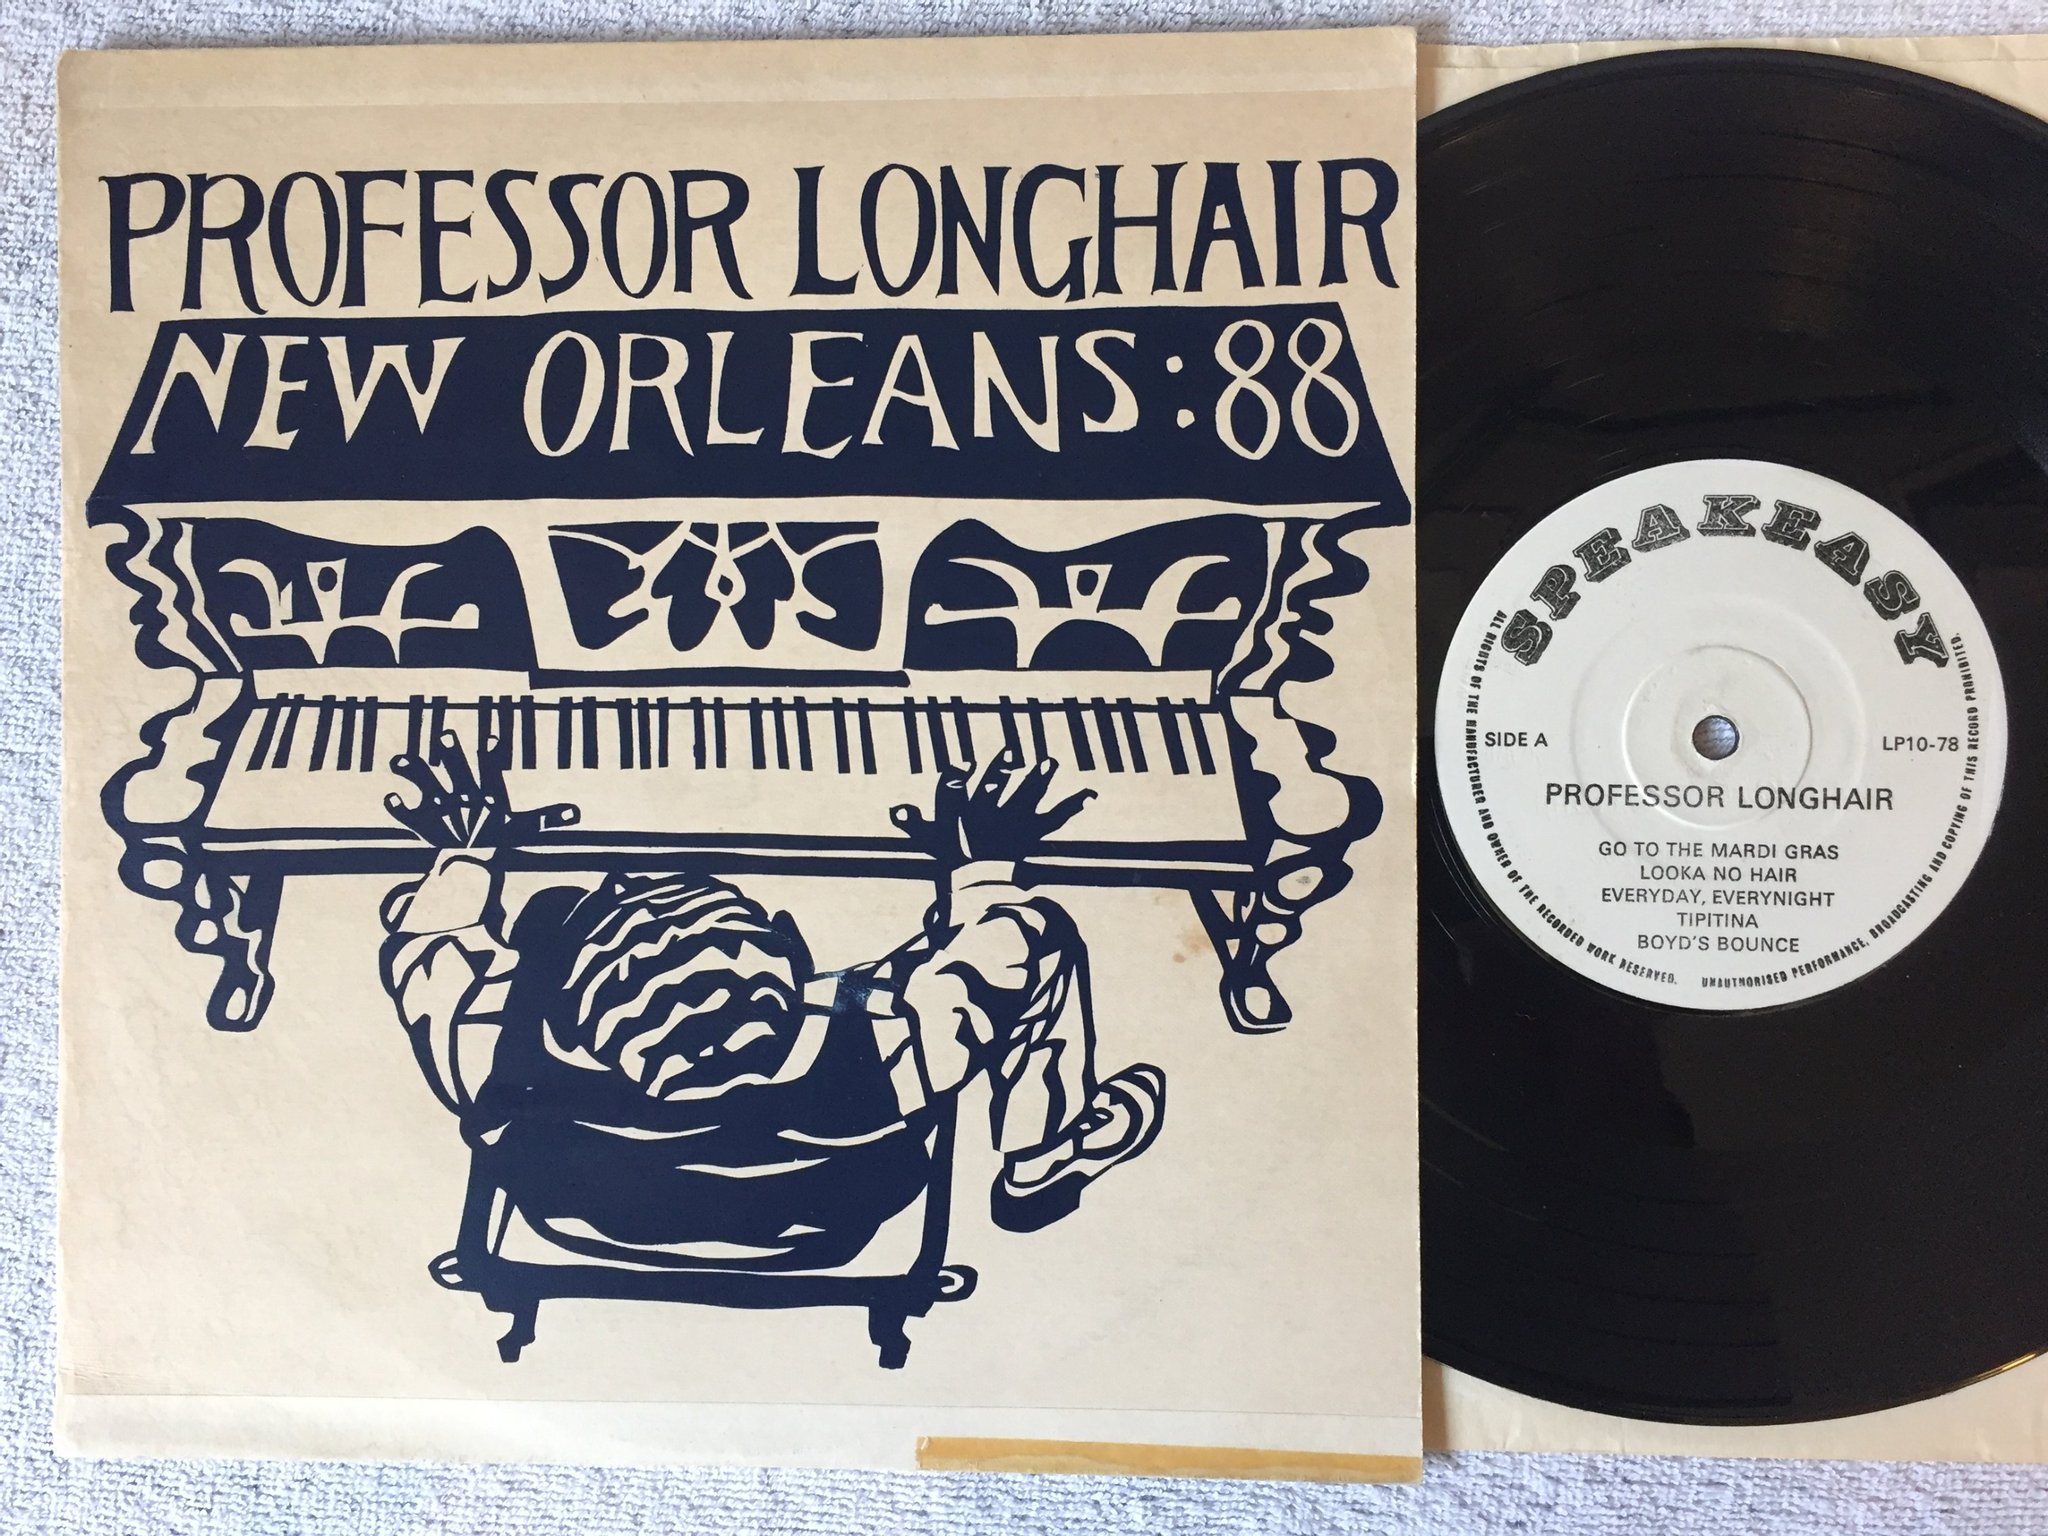 PROFESSOR LONGHAIR
NEW ORLEANS:88
SPEAKEASY
SIDE A
LP10-78
PROFESSOR LONGHAIR
GO TO THE MARDI GRAS
LOOKA NO HAIR
EVERYDAY, EVERYNIGHT
TIPITINA
BOYD'S BOUNCE
ALL RIGHTS OF THE MANUFACTURER AND OWNER OF THE RECORDED WORK RESERVED. UNAUTHORISED PERFORMANCE, BROADCASTING AND COPYING OF THIS RECORD PROHIBITED.